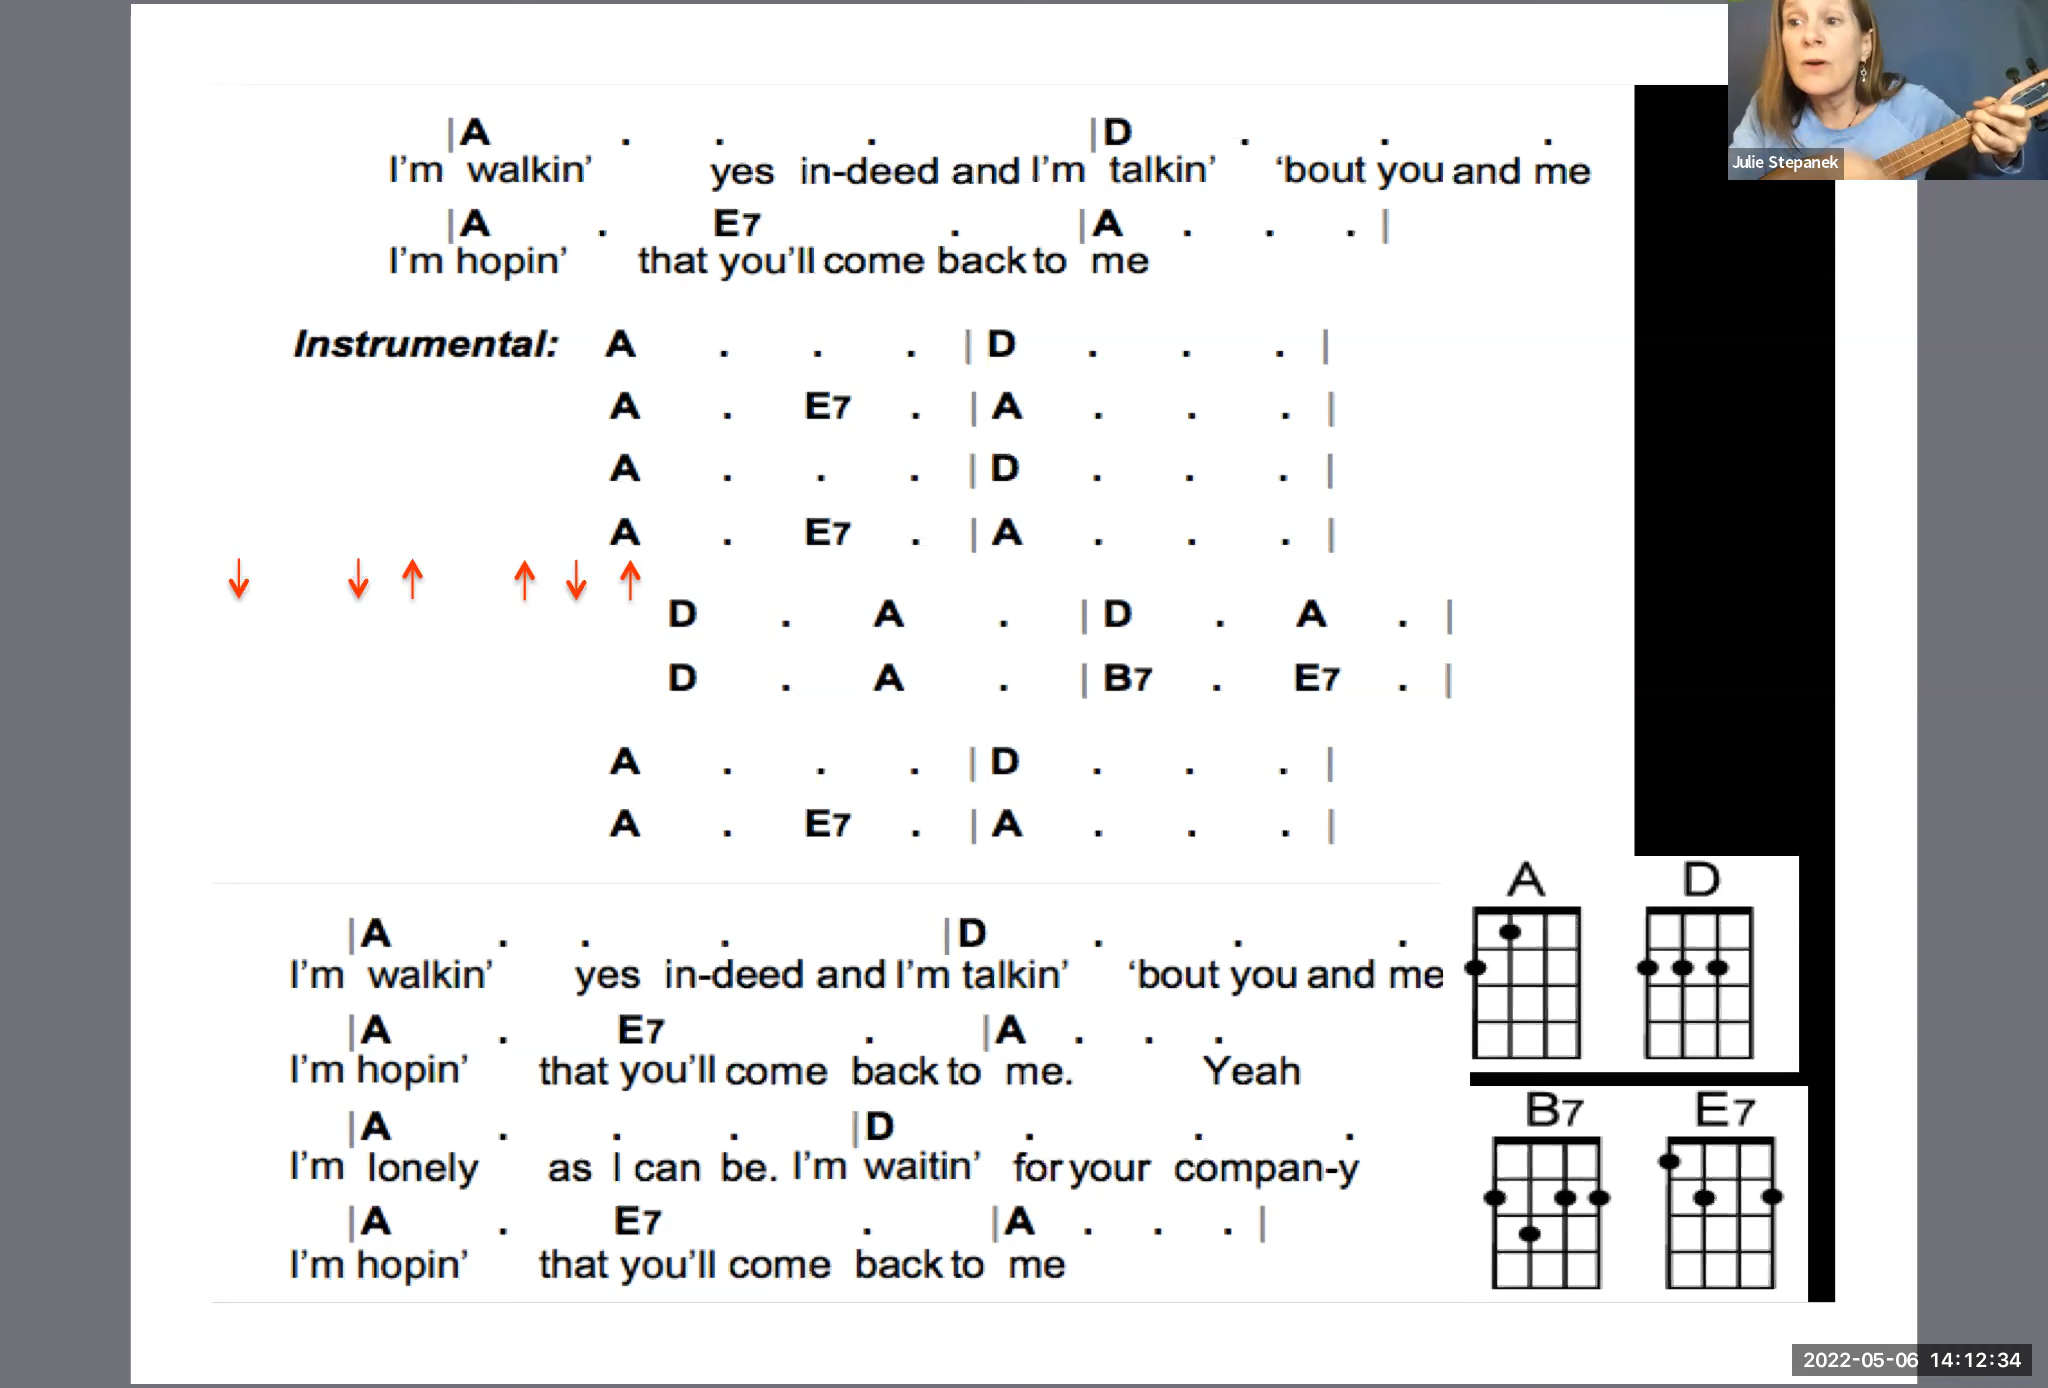 |A . . . |D . . .
I'm walkin' yes in-deed and I'm talkin' 'bout you and me
|A . E7 . |A . . . |
I'm hopin' that you'll come back to me
Instrumental: A . . . |D . . . |
A . E7 . |A . . . |
A . . . |D . . . |
A . E7 . |A . . . |
↓ ↓ ↑ ↑ ↓ ↑
D . A . |D . A . |
D . A . |B7 . E7 . |
A . . . |D . . . |
A . E7 . |A . . . |
|A . . . |D . . .
I'm walkin' yes in-deed and I'm talkin' 'bout you and me
|A . E7 . |A . . .
I'm hopin' that you'll come back to me. Yeah
|A . . . |D . . .
I'm lonely as I can be. I'm waitin' for your compan-y
|A . E7 . |A . . . |
I'm hopin' that you'll come back to me
A D
B7 E7
Julie Stepanek
2022-05-06 14:12:34